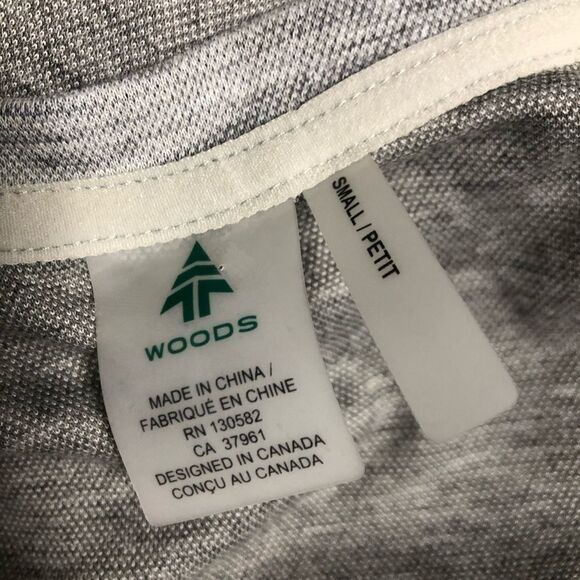 WOODS
MADE IN CHINA /
FABRIQUÉ EN CHINE
RN 130582
CA 37961
DESIGNED IN CANADA
CONÇU AU CANADA
SMALL / PETIT